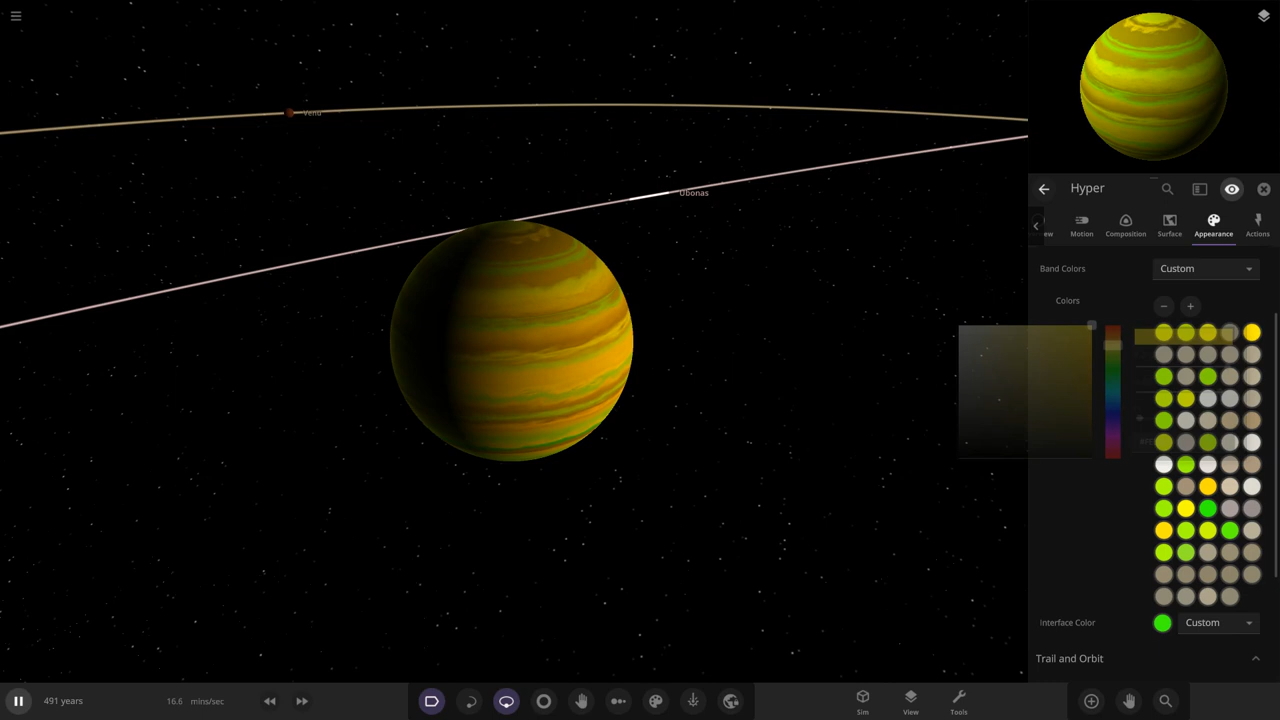 Venu
Ubonas
Hyper
ew
Motion
Composition
Surface
Appearance
Actions
Band Colors
Custom
Colors
Interface Color
Custom
Trail and Orbit
491 years
16.6 mins/sec
Sim
View
Tools